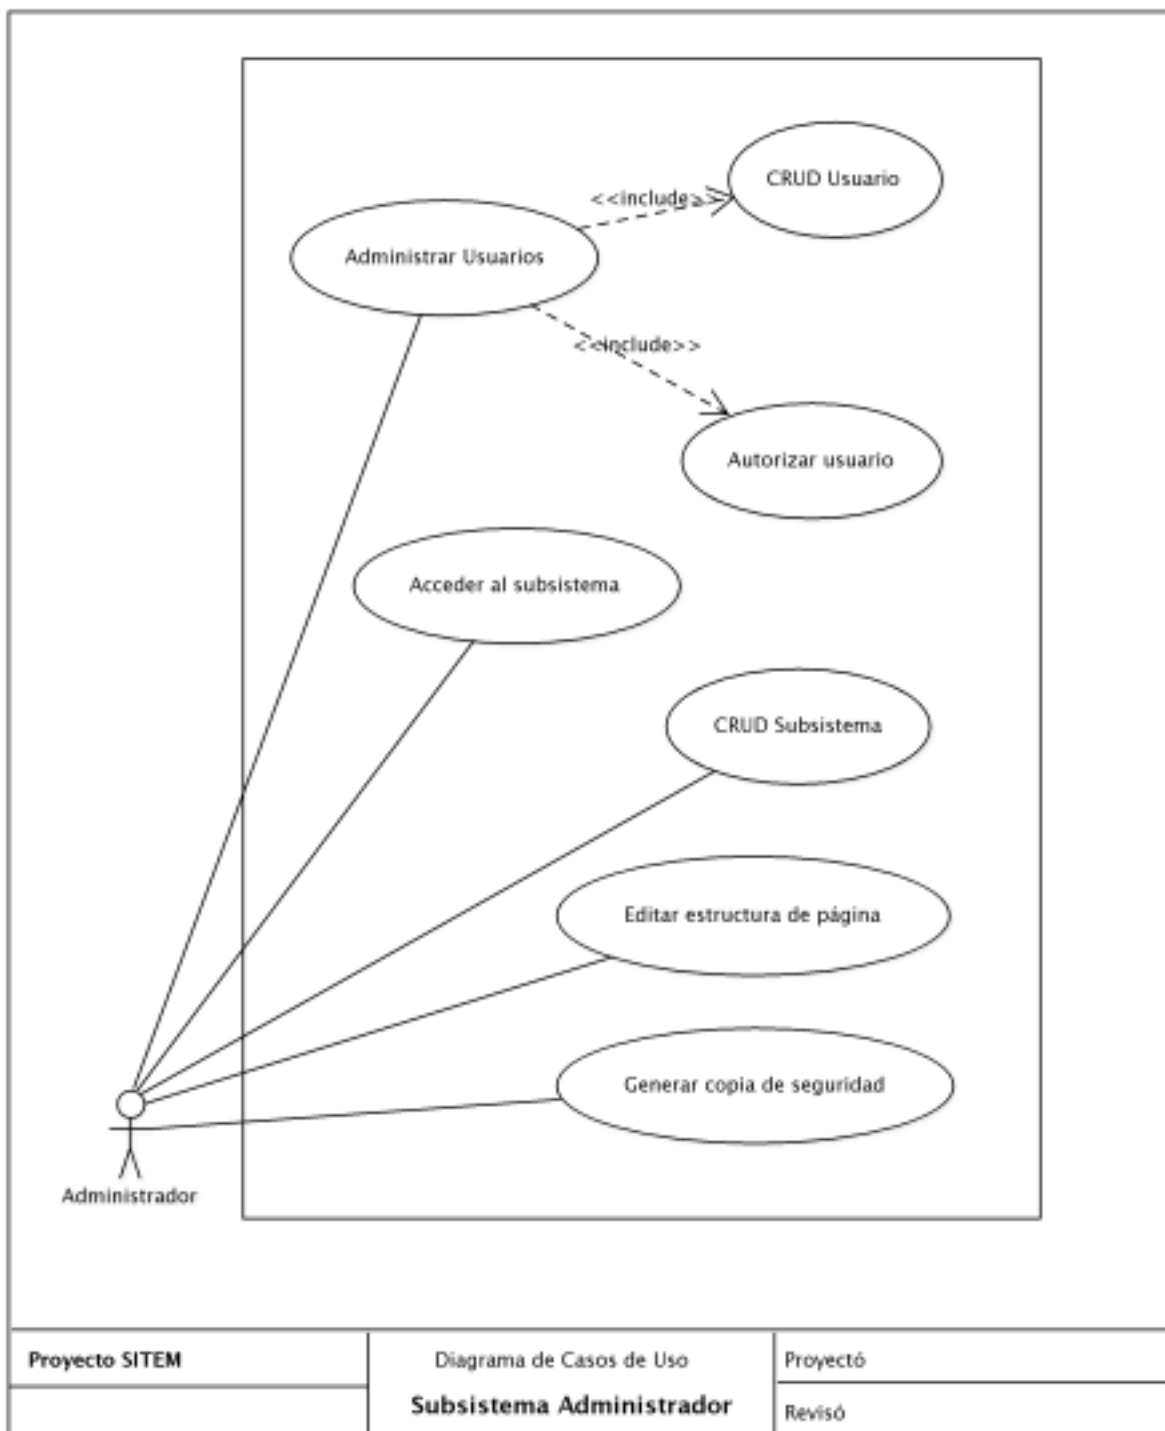 CRUD Usuario
<<include>>
Administrar Usuarios
<<include>>
Autorizar usuario
Acceder al subsistema
CRUD Subsistema
Editar estructura de página
Generar copia de seguridad
Administrador
Proyecto SITEM
Diagrama de Casos de Uso
Subsistema Administrador
Proyectó
Revisó